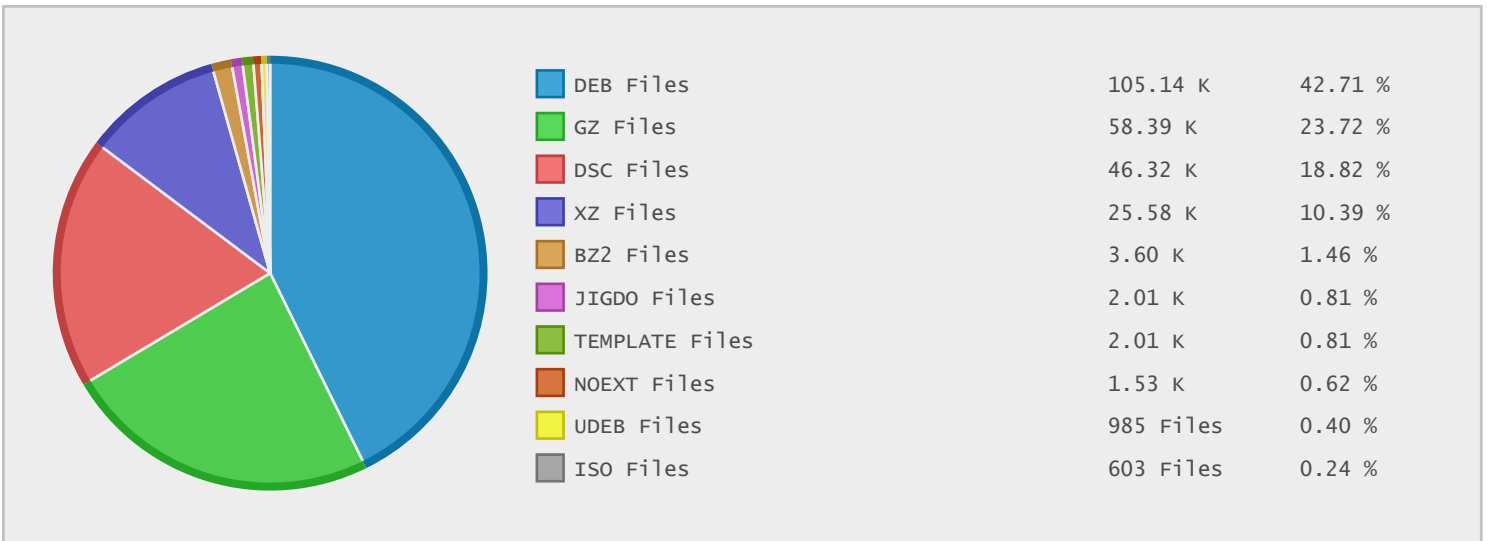 DEB Files 105.14 K 42.71 %
GZ Files 58.39 K 23.72 %
DSC Files 46.32 K 18.82 %
XZ Files 25.58 K 10.39 %
BZ2 Files 3.60 K 1.46 %
JIGDO Files 2.01 K 0.81 %
TEMPLATE Files 2.01 K 0.81 %
NOEXT Files 1.53 K 0.62 %
UDEB Files 985 Files 0.40 %
ISO Files 603 Files 0.24 %